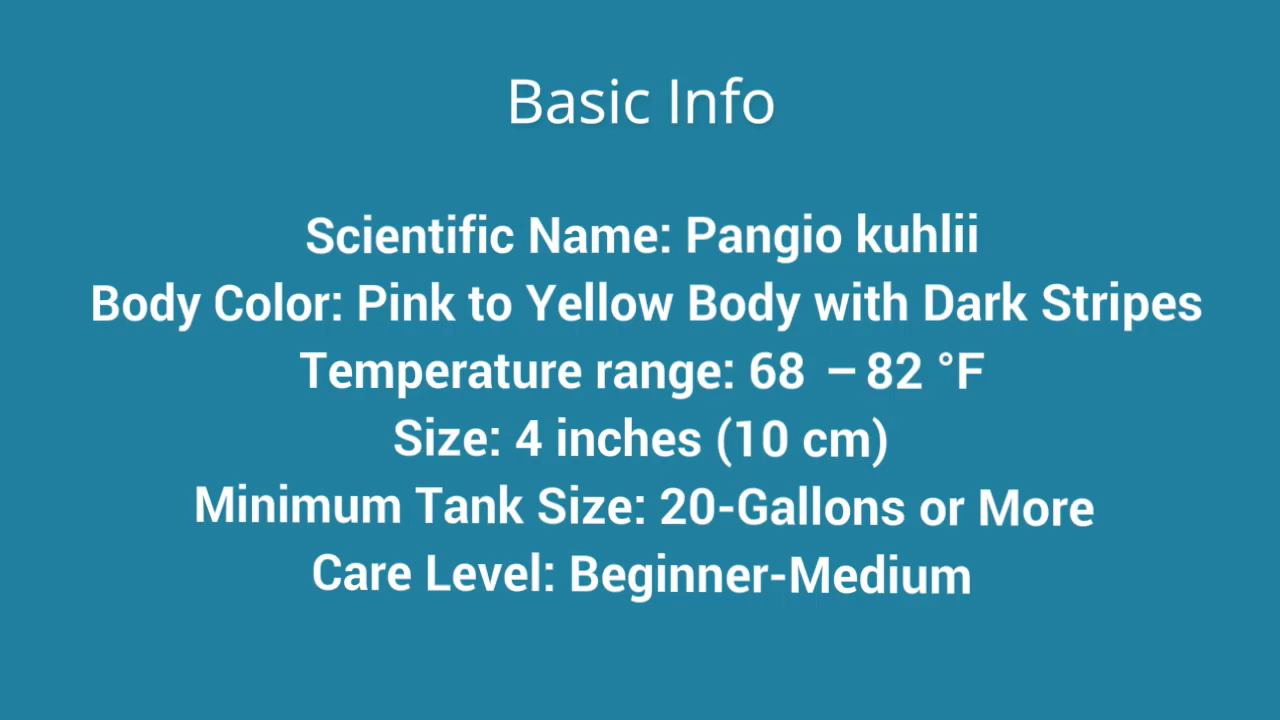 Basic Info
Scientific Name: Pangio kuhlii
Body Color: Pink to Yellow Body with Dark Stripes
Temperature range: 68 – 82 °F
Size: 4 inches (10 cm)
Minimum Tank Size: 20-Gallons or More
Care Level: Beginner-Medium